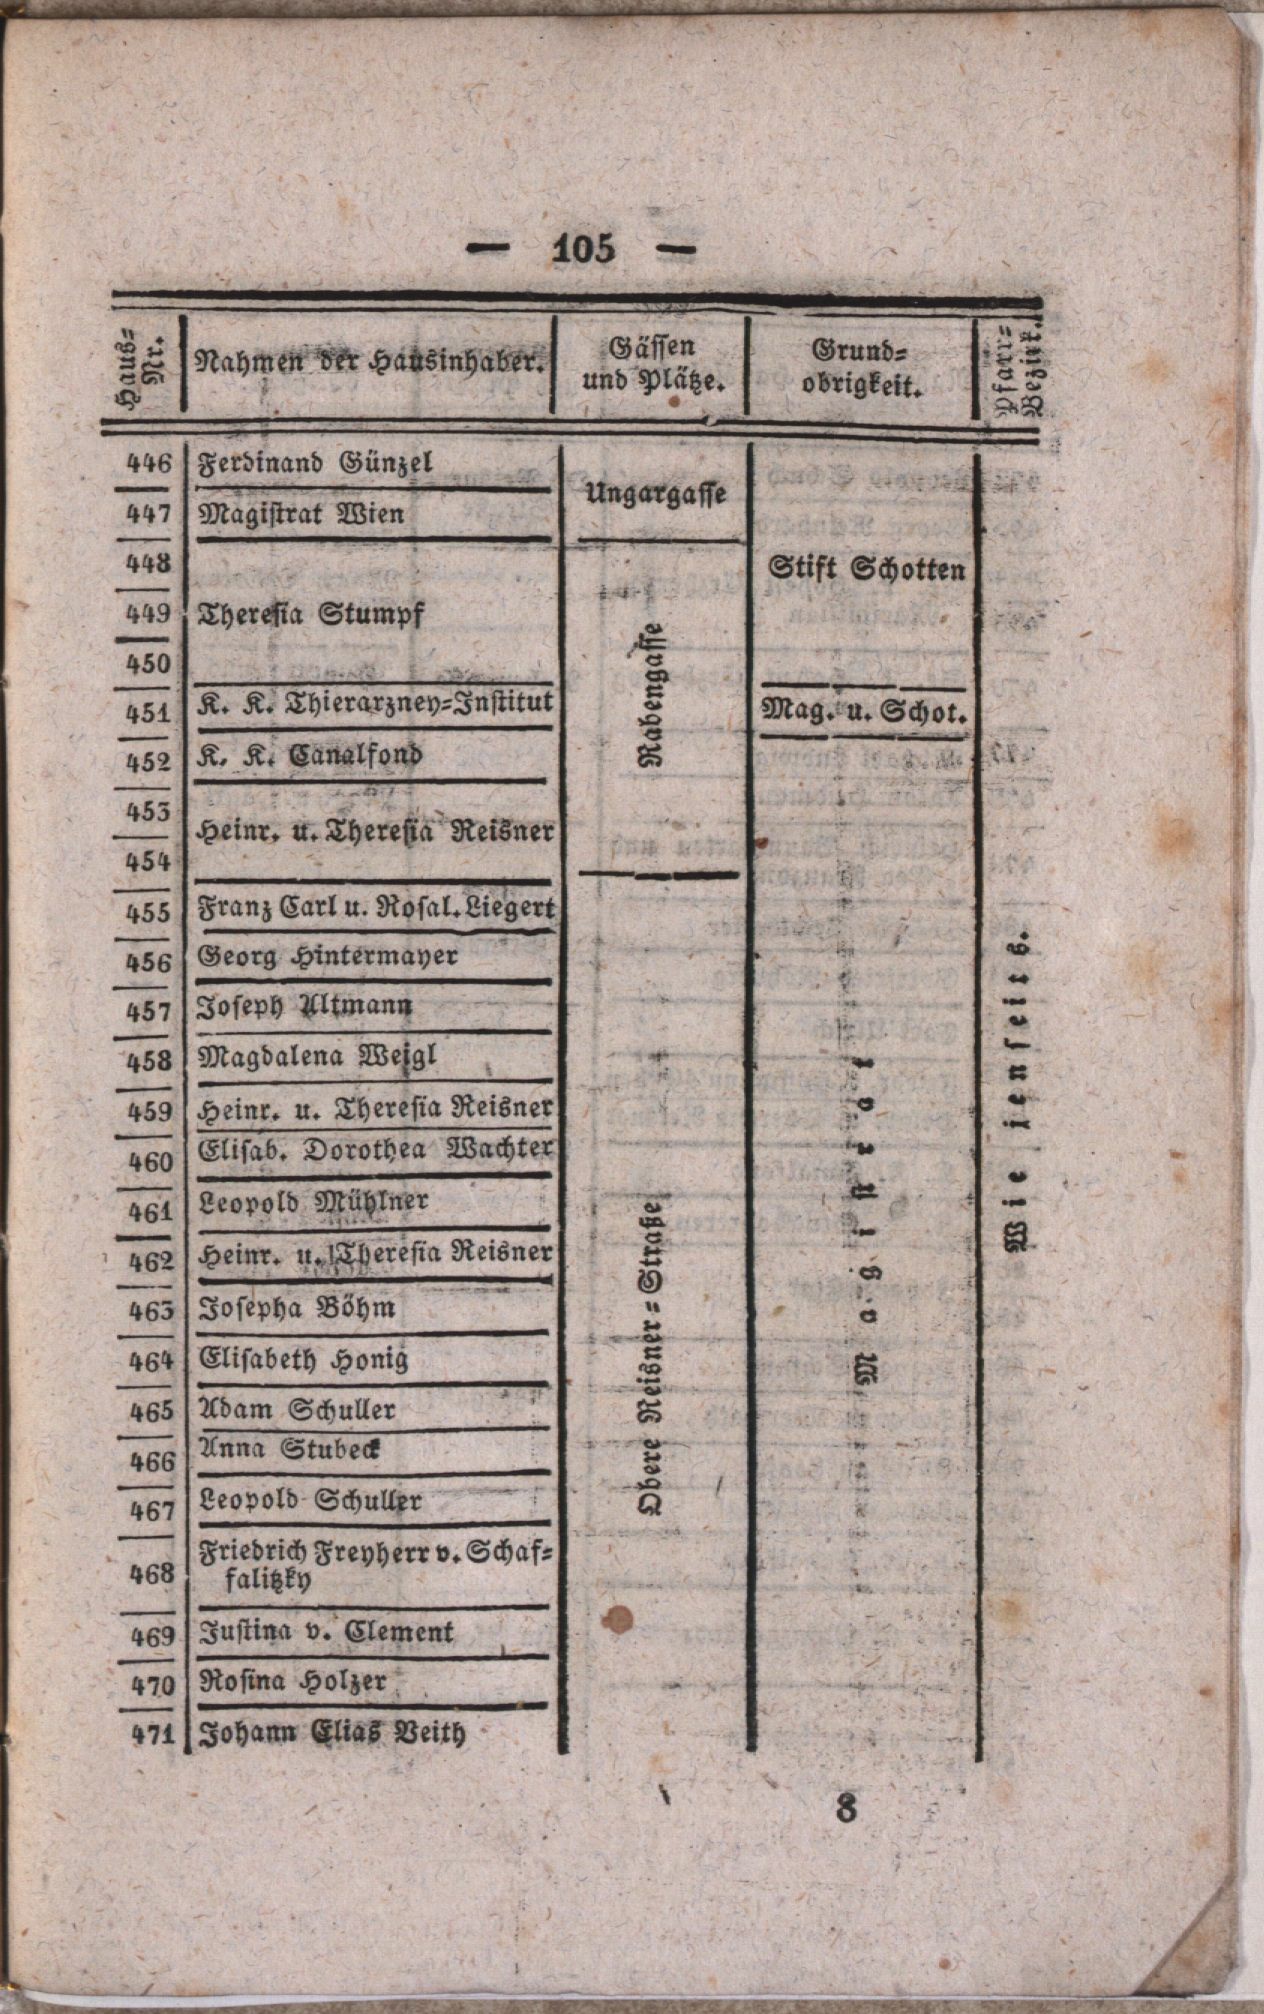 — 105 —
Haus-
Nr.
Nahmen der Hausinhaber.
Gässen
und Plätze.
Grund-
obrigkeit.
Pfarr-
Bezirk.
446 Ferdinand Günzel
Ungargasse
447 Magistrat Wien
448
Stift Schotten
449 Theresia Stumpf
450
Rabengasse
451 K. K. Thierarzney-Institut
Mag. u. Schot.
452 K. K. Canalfond
453
Heinr. u. Theresia Reisner
454
455 Franz Carl u. Rosal. Liegert
456 Georg Hintermayer
457 Joseph Altmann
458 Magdalena Weigl
459 Heinr. u. Theresia Reisner
460 Elisab. Dorothea Wachter
461 Leopold Mühlner
462 Heinr. u. Theresia Reisner
463 Josepha Böhm
464 Elisabeth Honig
465 Adam Schuller
466 Anna Stubeck
467 Leopold Schuller
468 Friedrich Freyherr v. Schaf-
falitzky
469 Justina v. Clement
470 Rosina Holzer
471 Johann Elias Veith
Obere Reisner-Straße
Magistrat
Wie jenseits.
8